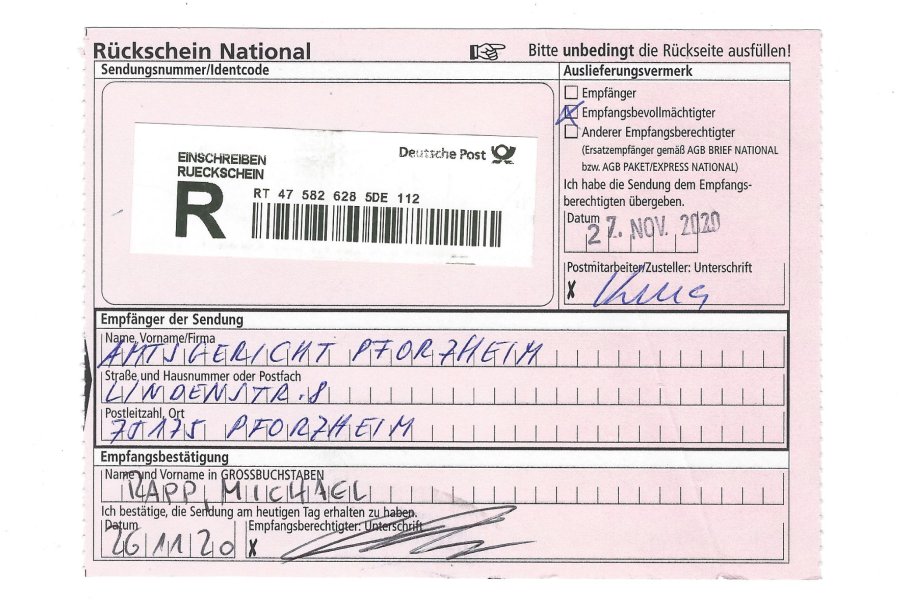 Rückschein National
Bitte unbedingt die Rückseite ausfüllen!
Sendungsnummer/Identcode
Deutsche Post
EINSCHREIBEN
RUECKSCHEIN
R
RT 47 582 628 5DE 112
Auslieferungsvermerk
Empfänger
Empfangsbevollmächtigter
Anderer Empfangsberechtigter
(Ersatzempfänger gemäß AGB BRIEF NATIONAL
bzw. AGB PAKET/EXPRESS NATIONAL)
Ich habe die Sendung dem Empfangs-
berechtigten übergeben.
Datum
27. NOV. 2020
Postmitarbeiter/Zusteller: Unterschrift
X
Empfänger der Sendung
Name, Vorname/Firma
AMTSGERICHT PFORZHEIM
Straße und Hausnummer oder Postfach
LINDENSTR. 8
Postleitzahl, Ort
75175 PFORZHEIM
Empfangsbestätigung
Name und Vorname in GROSSBUCHSTABEN
RAPP, MICHAEL
Ich bestätige, die Sendung am heutigen Tag erhalten zu haben.
Datum
Empfangsberechtigter: Unterschrift
26 11 20
X